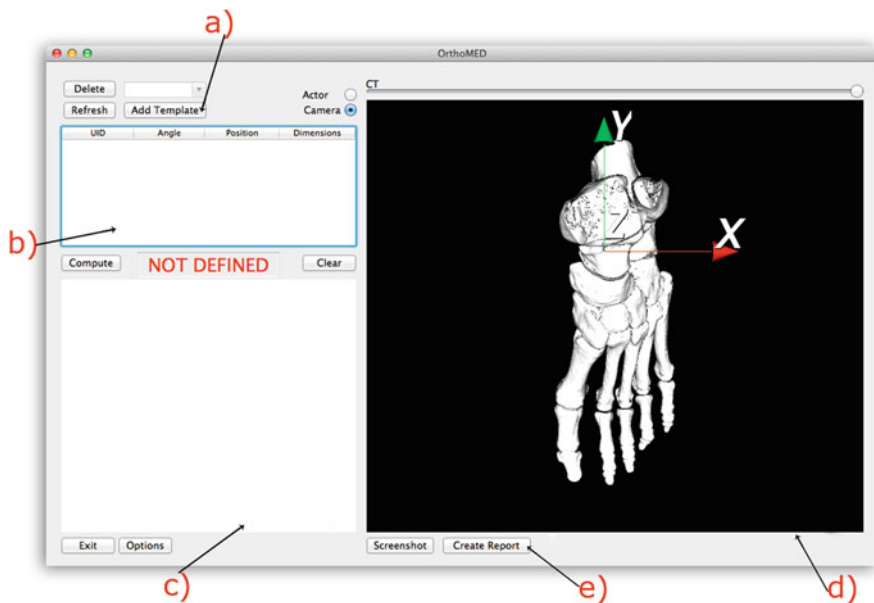 a)
OrthoMED
Delete
CT
Actor
Refresh Add Template Camera
UID Angle Position Dimensions
Y
Z
X
b)
Compute NOT DEFINED Clear
Exit Options Screenshot Create Report
c) e) d)